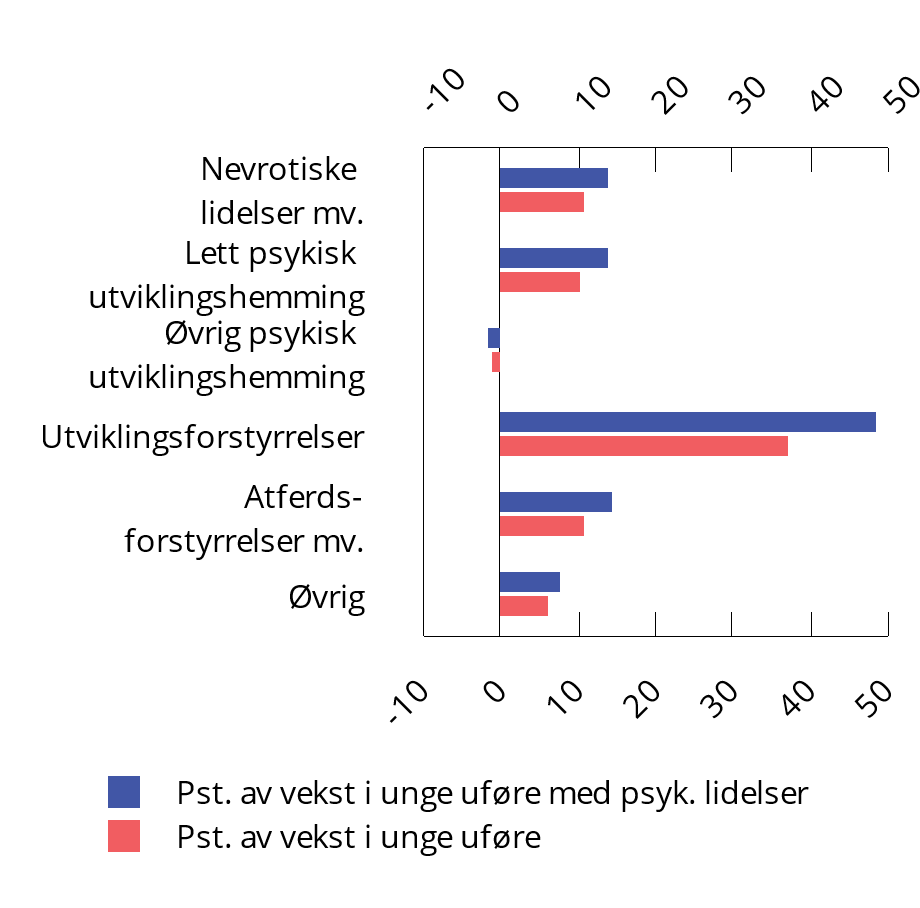 -10 0 10 20 30 40 50
Nevrotiske
lidelser mv.
Lett psykisk
utviklingshemming
Øvrig psykisk
utviklingshemming
Utviklingsforstyrrelser
Atferds-
forstyrrelser mv.
Øvrig
-10 0 10 20 30 40 50
Pst. av vekst i unge uføre med psyk. lidelser
Pst. av vekst i unge uføre